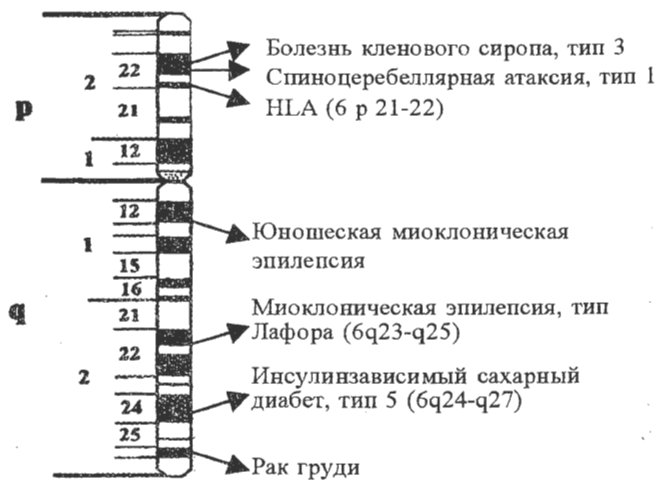 Болезнь кленового сиропа, тип 3
22
Спиноцеребеллярная атаксия, тип 1
2
p
HLA (6 p 21-22)
21
12
1
12
Юношеская миоклоническая
эпилепсия
1
15
16
q
21
Миоклоническая эпилепсия, тип
Лафора (6q23-q25)
22
2
Инсулинзависимый сахарный
диабет, тип 5 (6q24-q27)
24
25
Рак груди